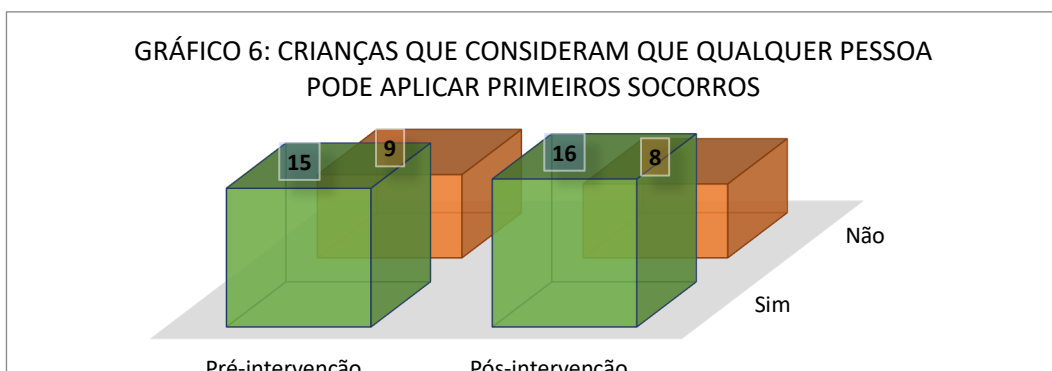 GRÁFICO 6: CRIANÇAS QUE CONSIDERAM QUE QUALQUER PESSOA
PODE APLICAR PRIMEIROS SOCORROS
15 9 16 8
Não
Sim
Pré-intervenção Pós-intervenção